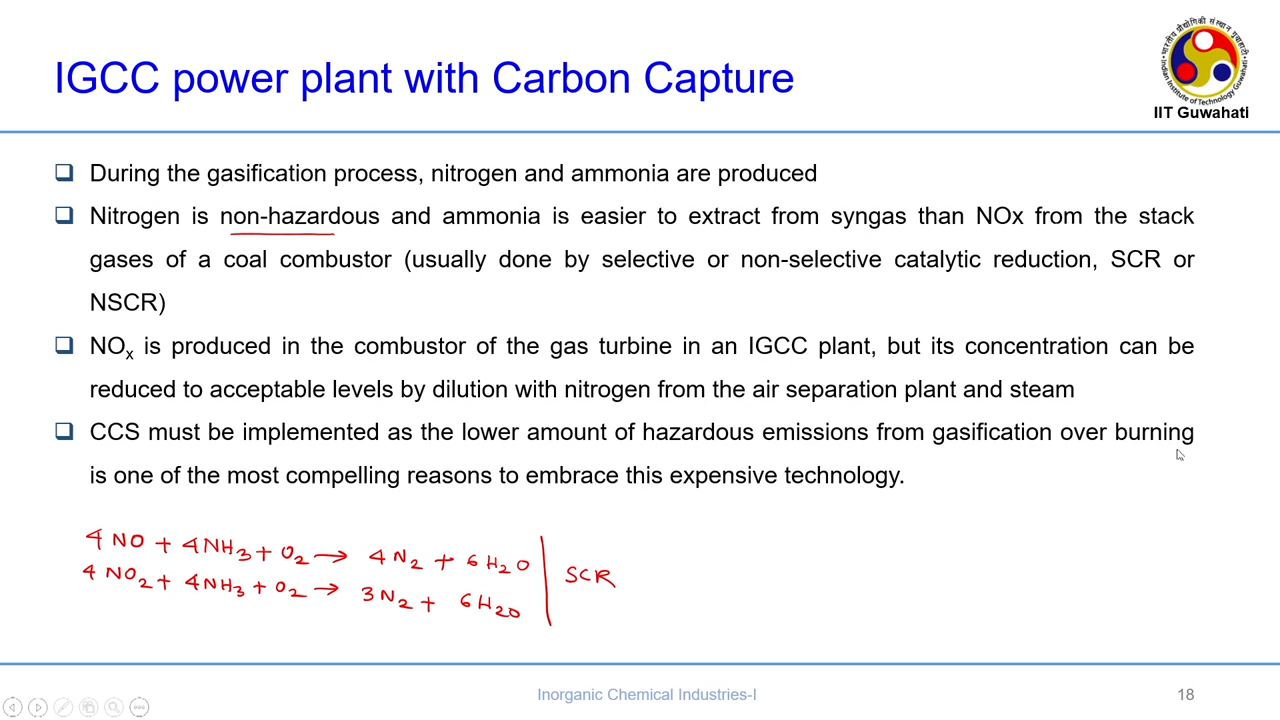 IGCC power plant with Carbon Capture
भारतीय प्रौद्योगिकी संस्थान गुवाहाटी
Indian Institute of Technology Guwahati
IIT Guwahati
❑ During the gasification process, nitrogen and ammonia are produced
❑ Nitrogen is non-hazardous and ammonia is easier to extract from syngas than NOx from the stack
gases of a coal combustor (usually done by selective or non-selective catalytic reduction, SCR or
NSCR)
❑ NOₓ is produced in the combustor of the gas turbine in an IGCC plant, but its concentration can be
reduced to acceptable levels by dilution with nitrogen from the air separation plant and steam
❑ CCS must be implemented as the lower amount of hazardous emissions from gasification over burning
is one of the most compelling reasons to embrace this expensive technology.
4 NO + 4NH₃ + O₂ → 4 N₂ + 6 H₂O
4 NO₂ + 4NH₃ + O₂ → 3 N₂ + 6 H₂O
SCR
Inorganic Chemical Industries-I
18